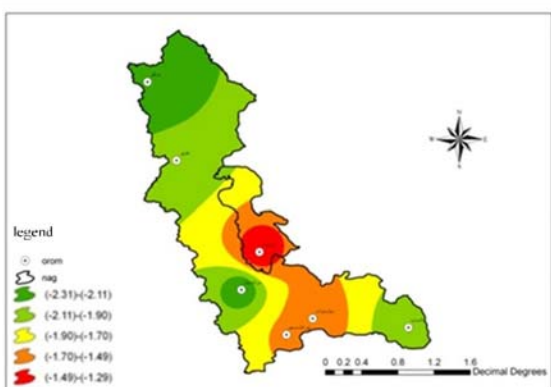 N
W
E
S
legend
orom
nag
(-2.31)-(-2.11)
(-2.11)-(-1.90)
(-1.90)-(-1.70)
(-1.70)-(-1.49)
(-1.49)-(-1.29)
0 0.2 0.4 0.8 1.2 1.6
Decimal Degrees